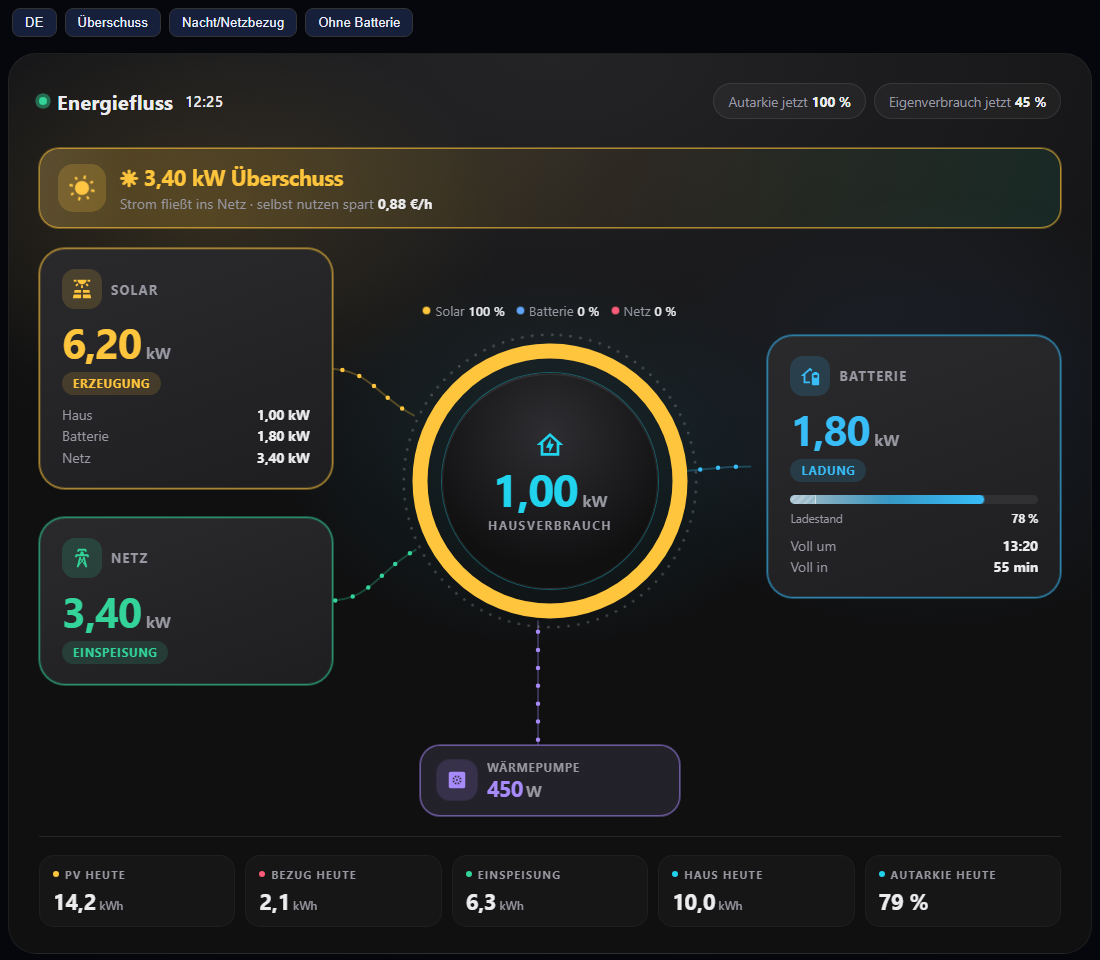 DE Überschuss Nacht/Netzbezug Ohne Batterie
Energiefluss 12:25 Autarkie jetzt 100 % Eigenverbrauch jetzt 45 %
☀ 3,40 kW Überschuss
Strom fließt ins Netz · selbst nutzen spart 0,88 €/h
SOLAR
6,20 kW
ERZEUGUNG
Haus 1,00 kW
Batterie 1,80 kW
Netz 3,40 kW
NETZ
3,40 kW
EINSPEISUNG
Solar 100 % Batterie 0 % Netz 0 %
1,00 kW
HAUSVERBRAUCH
BATTERIE
1,80 kW
LADUNG
Ladestand 78 %
Voll um 13:20
Voll in 55 min
WÄRMEPUMPE
450 W
PV HEUTE
14,2 kWh
BEZUG HEUTE
2,1 kWh
EINSPEISUNG
6,3 kWh
HAUS HEUTE
10,0 kWh
AUTARKIE HEUTE
79 %